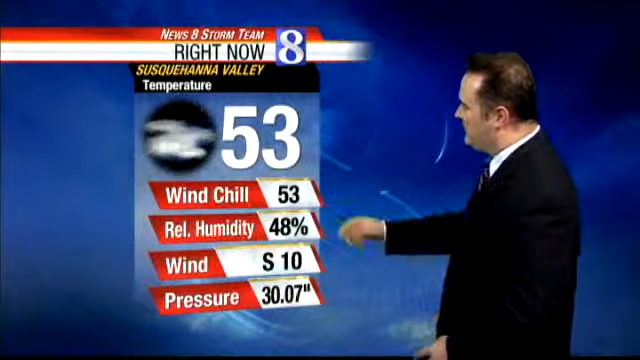 NEWS 8 STORM TEAM
RIGHT NOW 8
SUSQUEHANNA VALLEY
Temperature
53
Wind Chill 53
Rel. Humidity 48%
Wind S 10
Pressure 30.07"